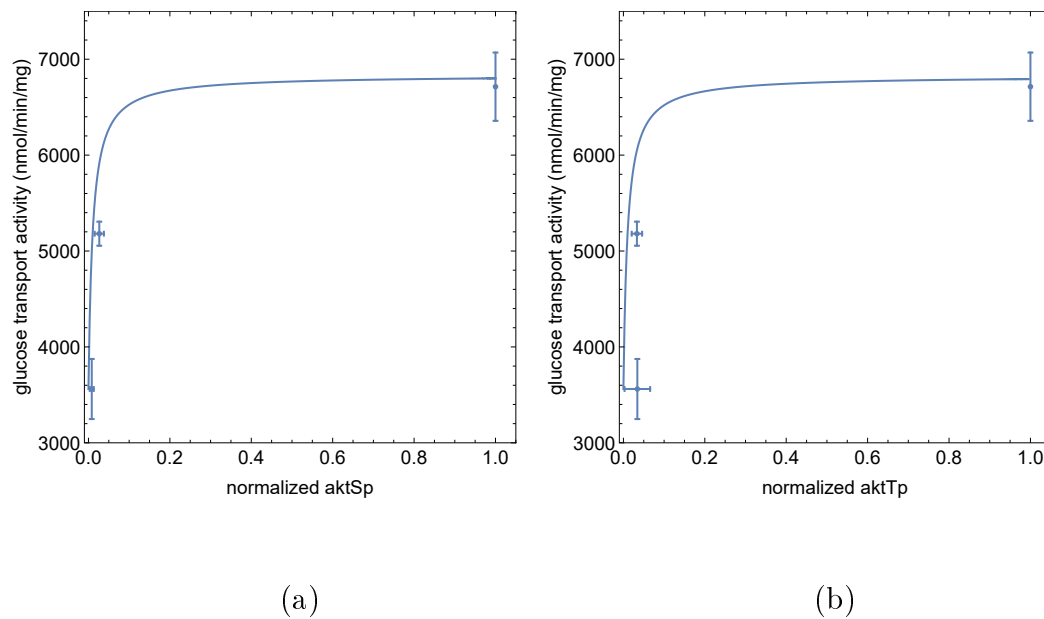 glucose transport activity (nmol/min/mg)
7000
6000
5000
4000
3000
0.0 0.2 0.4 0.6 0.8 1.0
normalized aktSp
(a)
glucose transport activity (nmol/min/mg)
7000
6000
5000
4000
3000
0.0 0.2 0.4 0.6 0.8 1.0
normalized aktTp
(b)